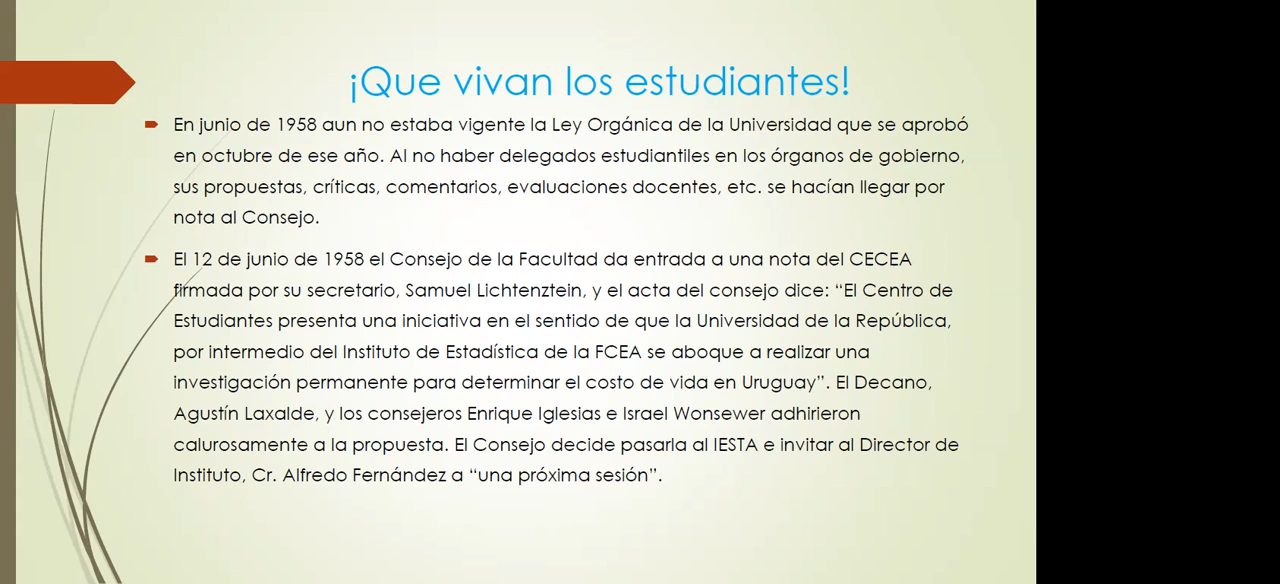 ¡Que vivan los estudiantes!
En junio de 1958 aun no estaba vigente la Ley Orgánica de la Universidad que se aprobó
en octubre de ese año. Al no haber delegados estudiantiles en los órganos de gobierno,
sus propuestas, críticas, comentarios, evaluaciones docentes, etc. se hacían llegar por
nota al Consejo.
El 12 de junio de 1958 el Consejo de la Facultad da entrada a una nota del CECEA
firmada por su secretario, Samuel Lichtenztein, y el acta del consejo dice: “El Centro de
Estudiantes presenta una iniciativa en el sentido de que la Universidad de la República,
por intermedio del Instituto de Estadística de la FCEA se aboque a realizar una
investigación permanente para determinar el costo de vida en Uruguay”. El Decano,
Agustín Laxalde, y los consejeros Enrique Iglesias e Israel Wonsewer adhirieron
calurosamente a la propuesta. El Consejo decide pasarla al IESTA e invitar al Director de
Instituto, Cr. Alfredo Fernández a “una próxima sesión”.